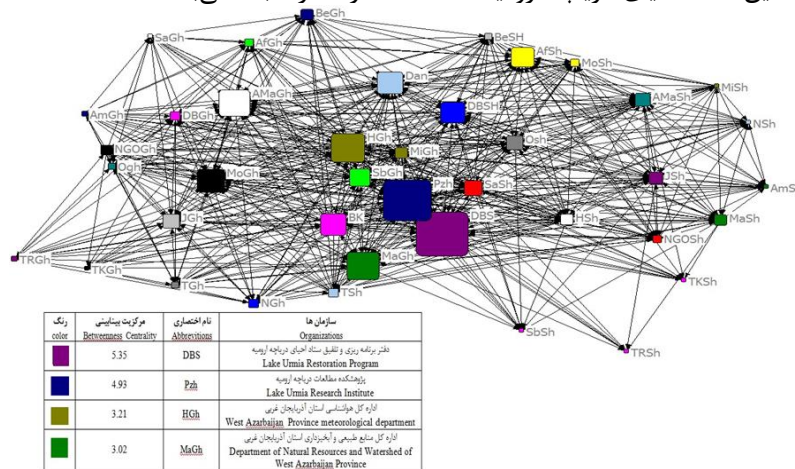 BeGh
SaGh
AfGh
BeSH
AfSh
MoSh
Dan
MiSh
AMaGh
AMaSh
AmGh
DBGh
DBSH
NSh
HGh
Osh
NGOGh
MiGh
Ogh
SbGh
MoGh
Pzh
SaSh
JSh
AmS
JGh
BK
DBS
HSh
MaSh
NGOSh
TRGh
TKGh
MaGh
TGh
TSh
TKSh
NGh
SbSh
TRSh
رنگ مرکزیت بینابینی نام اختصاری سازمان ها
color Betweenness Centrality Abbrevitions Organizations
دفتر برنامه ریزی و تلفیق ستاد احیای دریاچه ارومیه
5.35 DBS
Lake Urmia Restoration Program
پژوهشکده مطالعات دریاچه ارومیه
4.93 Pzh
Lake Urmia Research Institute
اداره کل هواشناسی استان آذربایجان غربی
3.21 HGh
West Azarbaijan Province meteorological department
اداره کل منابع طبیعی و آبخیزداری استان آذربایجان غربی
3.02 MaGh
Department of Natural Resources and Watershed of
West Azarbaijan Province